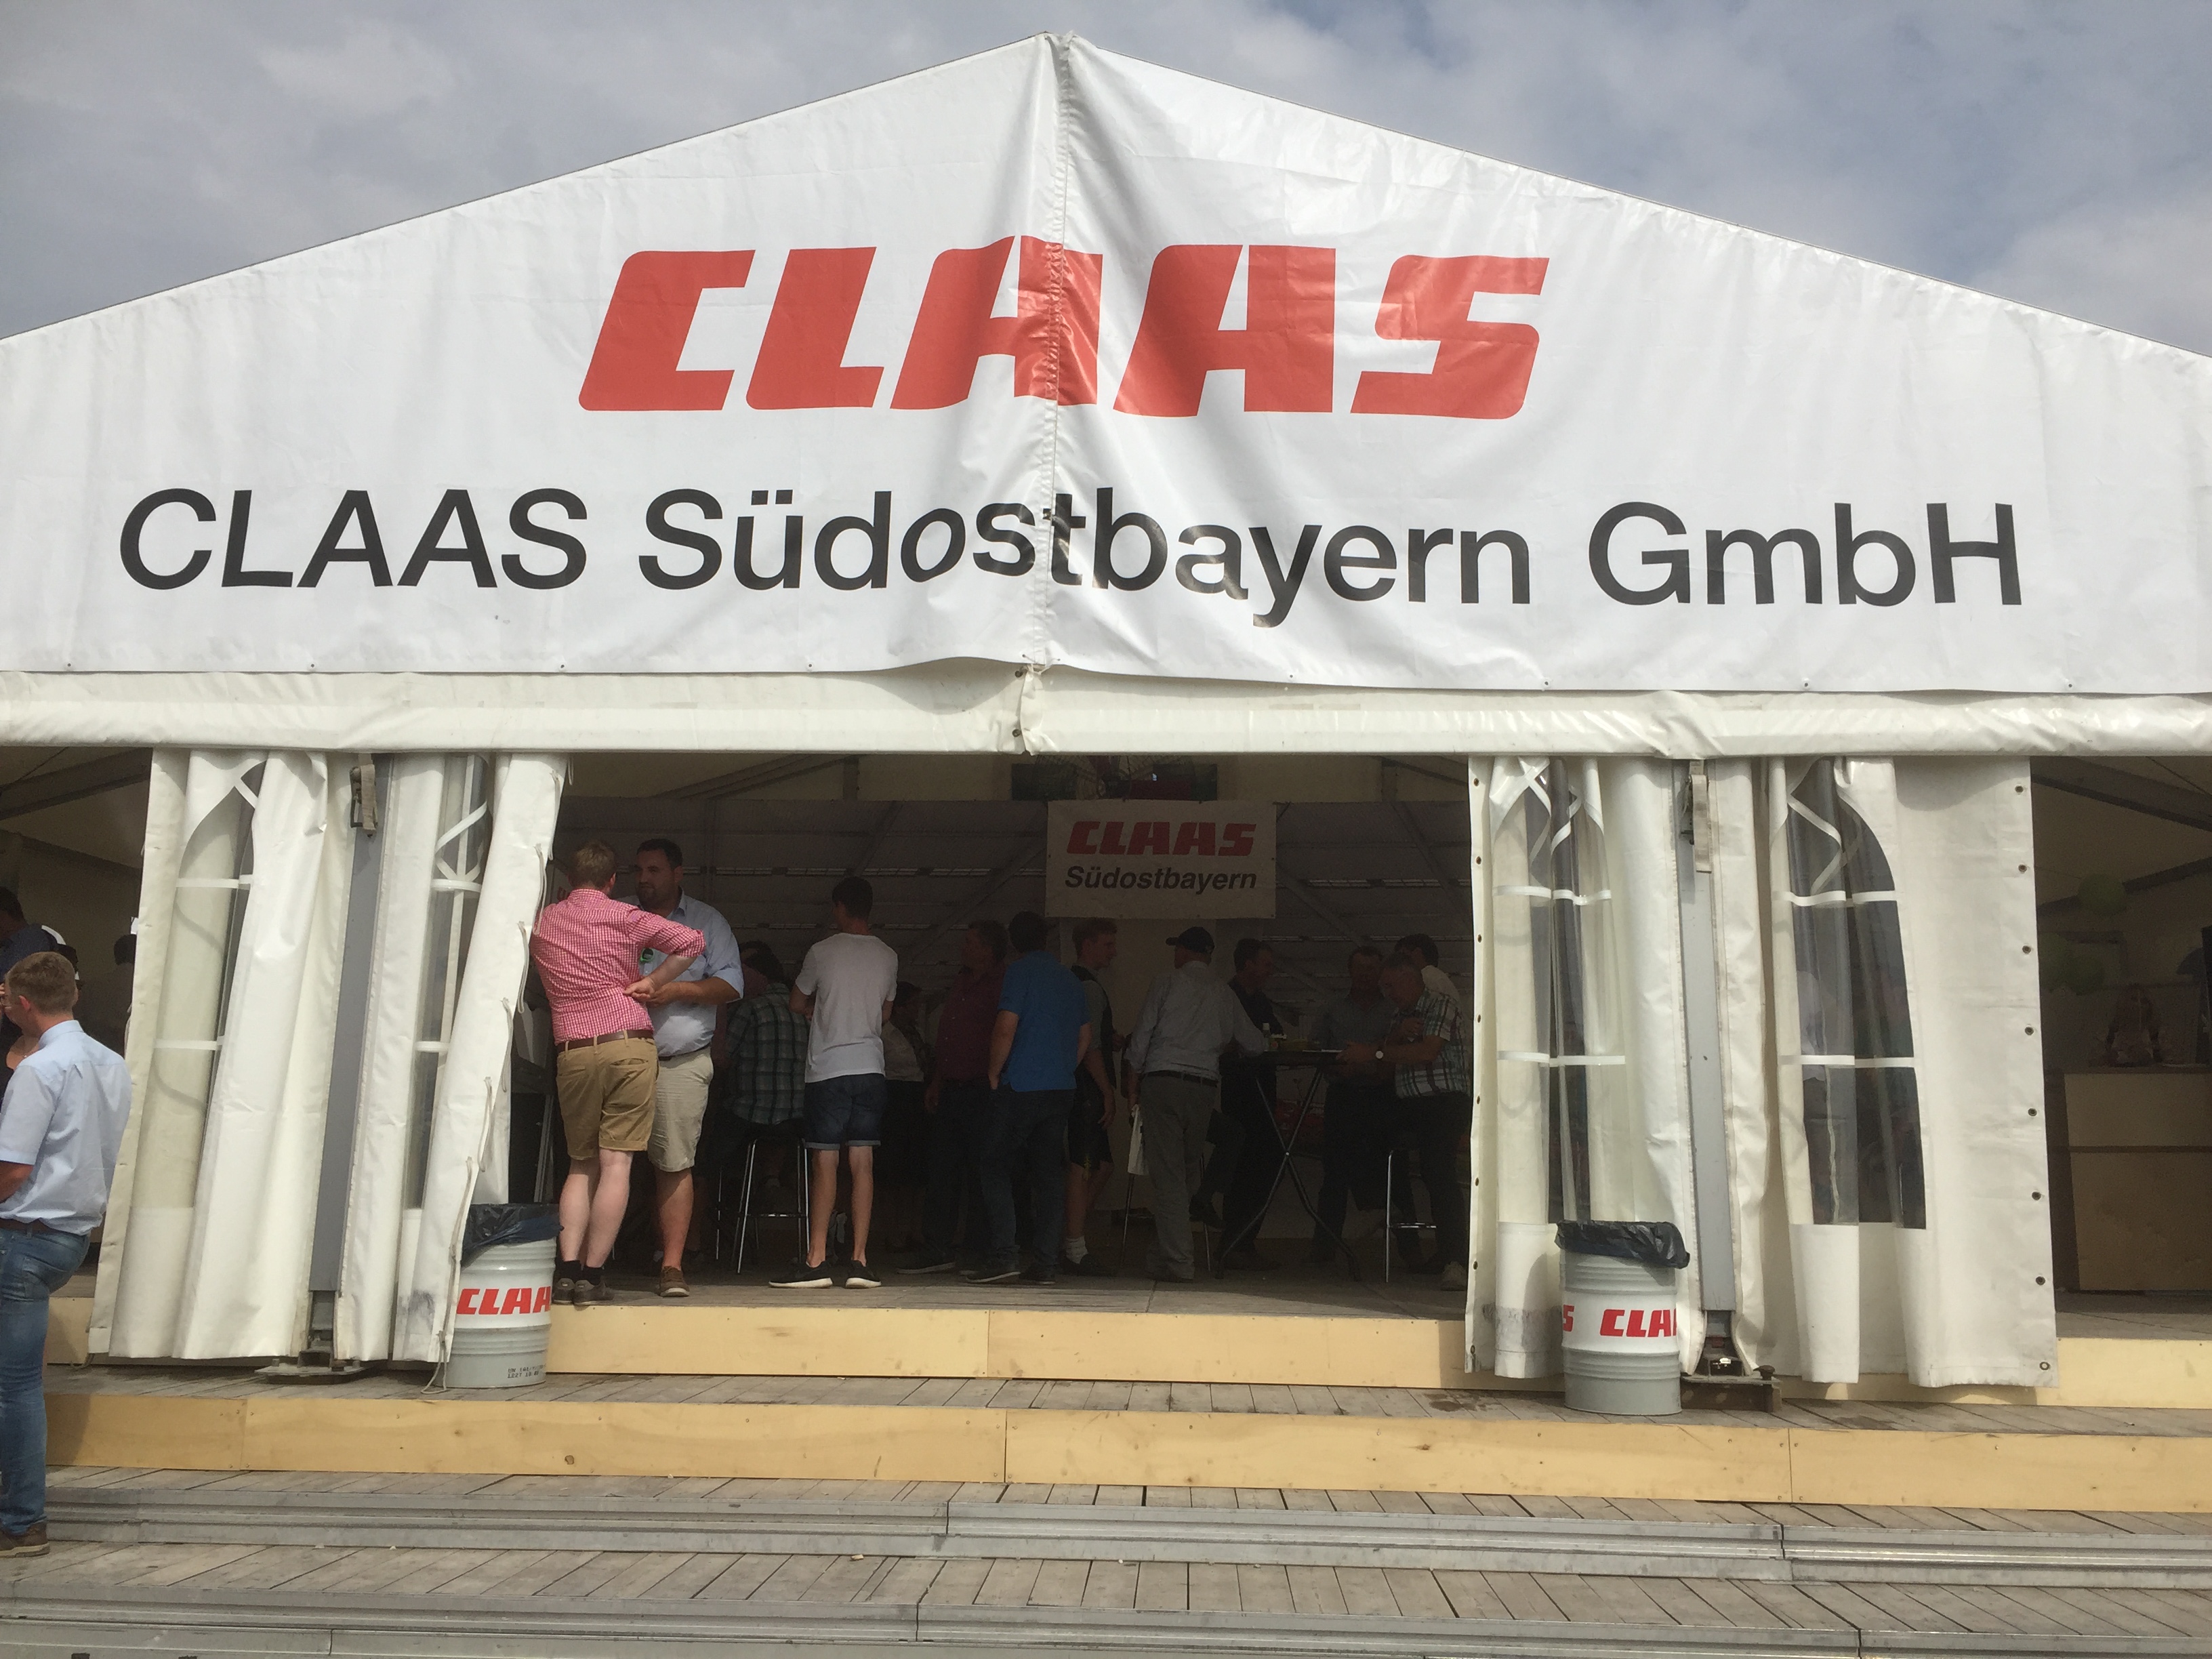 CLAAS
CLAAS Südostbayern GmbH
CLAAS
Südostbayern
CLAA
S CLA